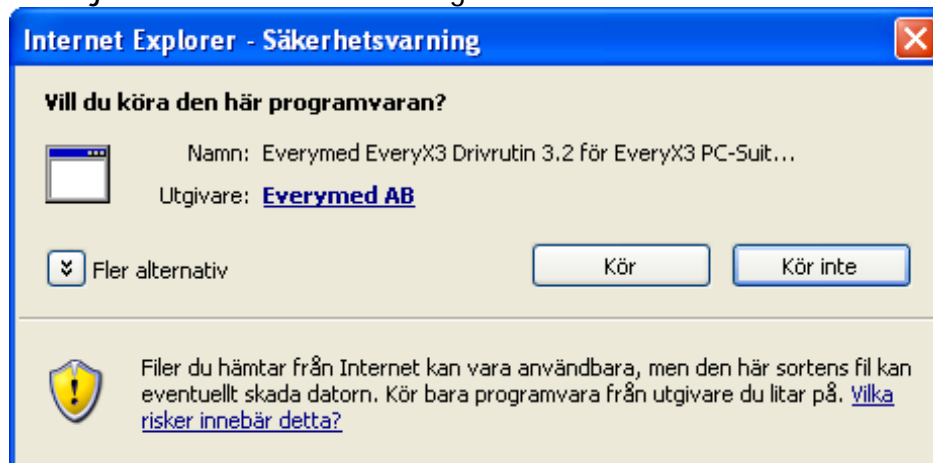 Internet Explorer - Säkerhetsvarning
Vill du köra den här programvaran?
Namn: Everymed EveryX3 Drivrutin 3.2 för EveryX3 PC-Suit...
Utgivare: Everymed AB
Fler alternativ
Kör
Kör inte
Filer du hämtar från Internet kan vara användbara, men den här sortens fil kan
eventuellt skada datorn. Kör bara programvara från utgivare du litar på. Vilka
risker innebär detta?